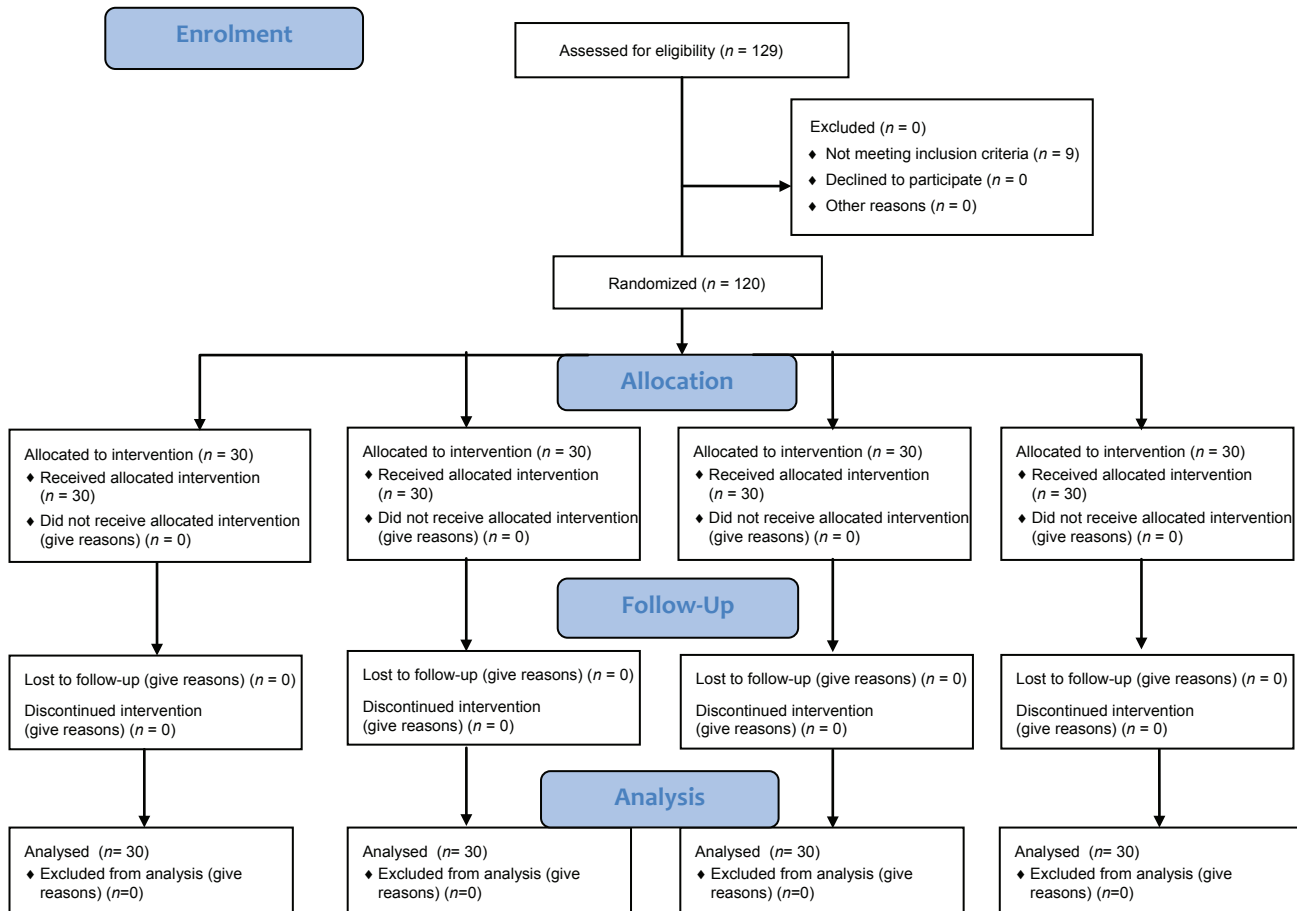 Enrolment
Assessed for eligibility (n = 129)
Excluded (n = 0)
♦ Not meeting inclusion criteria (n = 9)
♦ Declined to participate (n = 0
♦ Other reasons (n = 0)
Randomized (n = 120)
Allocation
Allocated to intervention (n = 30)
♦ Received allocated intervention
(n = 30)
♦ Did not receive allocated intervention
(give reasons) (n = 0)
Allocated to intervention (n = 30)
♦ Received allocated intervention
(n = 30)
♦ Did not receive allocated intervention
(give reasons) (n = 0)
Allocated to intervention (n = 30)
♦ Received allocated intervention
(n = 30)
♦ Did not receive allocated intervention
(give reasons) (n = 0)
Allocated to intervention (n = 30)
♦ Received allocated intervention
(n = 30)
♦ Did not receive allocated intervention
(give reasons) (n = 0)
Follow-Up
Lost to follow-up (give reasons) (n = 0)
Discontinued intervention
(give reasons) (n = 0)
Lost to follow-up (give reasons) (n = 0)
Discontinued intervention
(give reasons) (n = 0)
Lost to follow-up (give reasons) (n = 0)
Discontinued intervention
(give reasons) (n = 0)
Lost to follow-up (give reasons) (n = 0)
Discontinued intervention
(give reasons) (n = 0)
Analysis
Analysed (n= 30)
♦ Excluded from analysis (give
reasons) (n=0)
Analysed (n= 30)
♦ Excluded from analysis (give
reasons) (n=0)
Analysed (n= 30)
♦ Excluded from analysis (give
reasons) (n=0)
Analysed (n= 30)
♦ Excluded from analysis (give
reasons) (n=0)